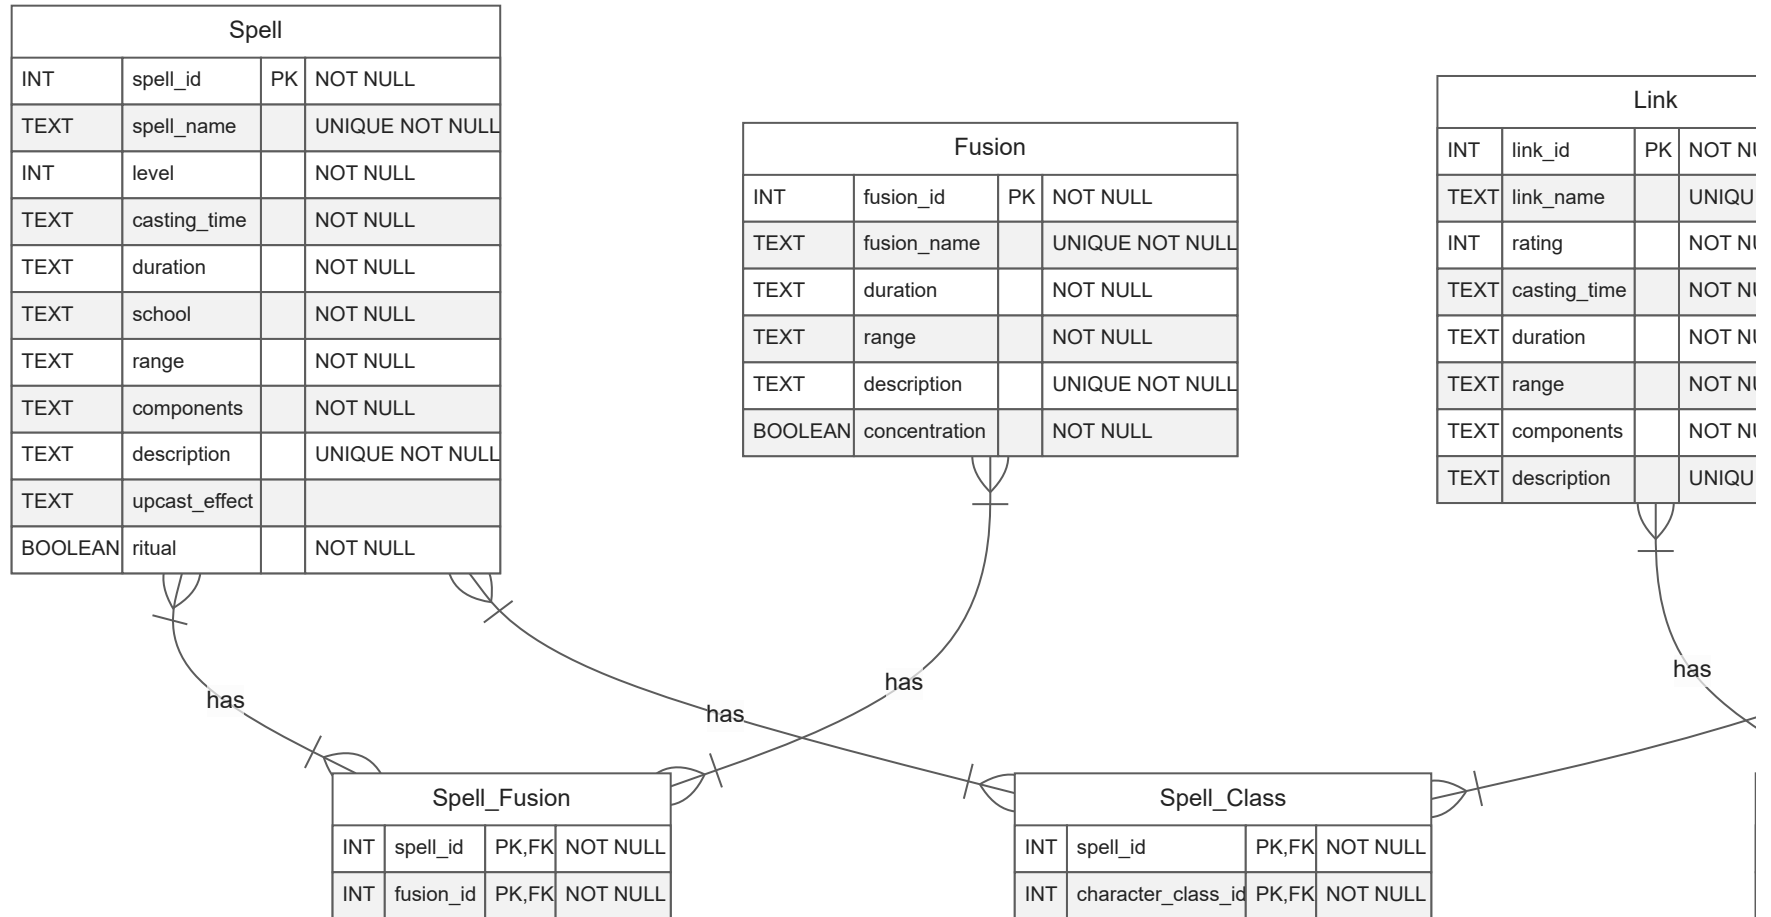 Spell
INT spell_id PK NOT NULL
TEXT spell_name UNIQUE NOT NULL
INT level NOT NULL
TEXT casting_time NOT NULL
TEXT duration NOT NULL
TEXT school NOT NULL
TEXT range NOT NULL
TEXT components NOT NULL
TEXT description UNIQUE NOT NULL
TEXT upcast_effect
BOOLEAN ritual NOT NULL
Fusion
INT fusion_id PK NOT NULL
TEXT fusion_name UNIQUE NOT NULL
TEXT duration NOT NULL
TEXT range NOT NULL
TEXT description UNIQUE NOT NULL
BOOLEAN concentration NOT NULL
Link
INT link_id PK NOT
TEXT link_name
INT rating NOT
TEXT casting_time NOT
TEXT duration NOT
TEXT range NOT
TEXT components NOT
TEXT description
has
has
has
has
Spell_Fusion
INT spell_id PK,FK NOT NULL
INT fusion_id PK,FK NOT NULL
Spell_Class
INT spell_id PK,FK NOT NULL
INT character_class_id PK,FK NOT NULL